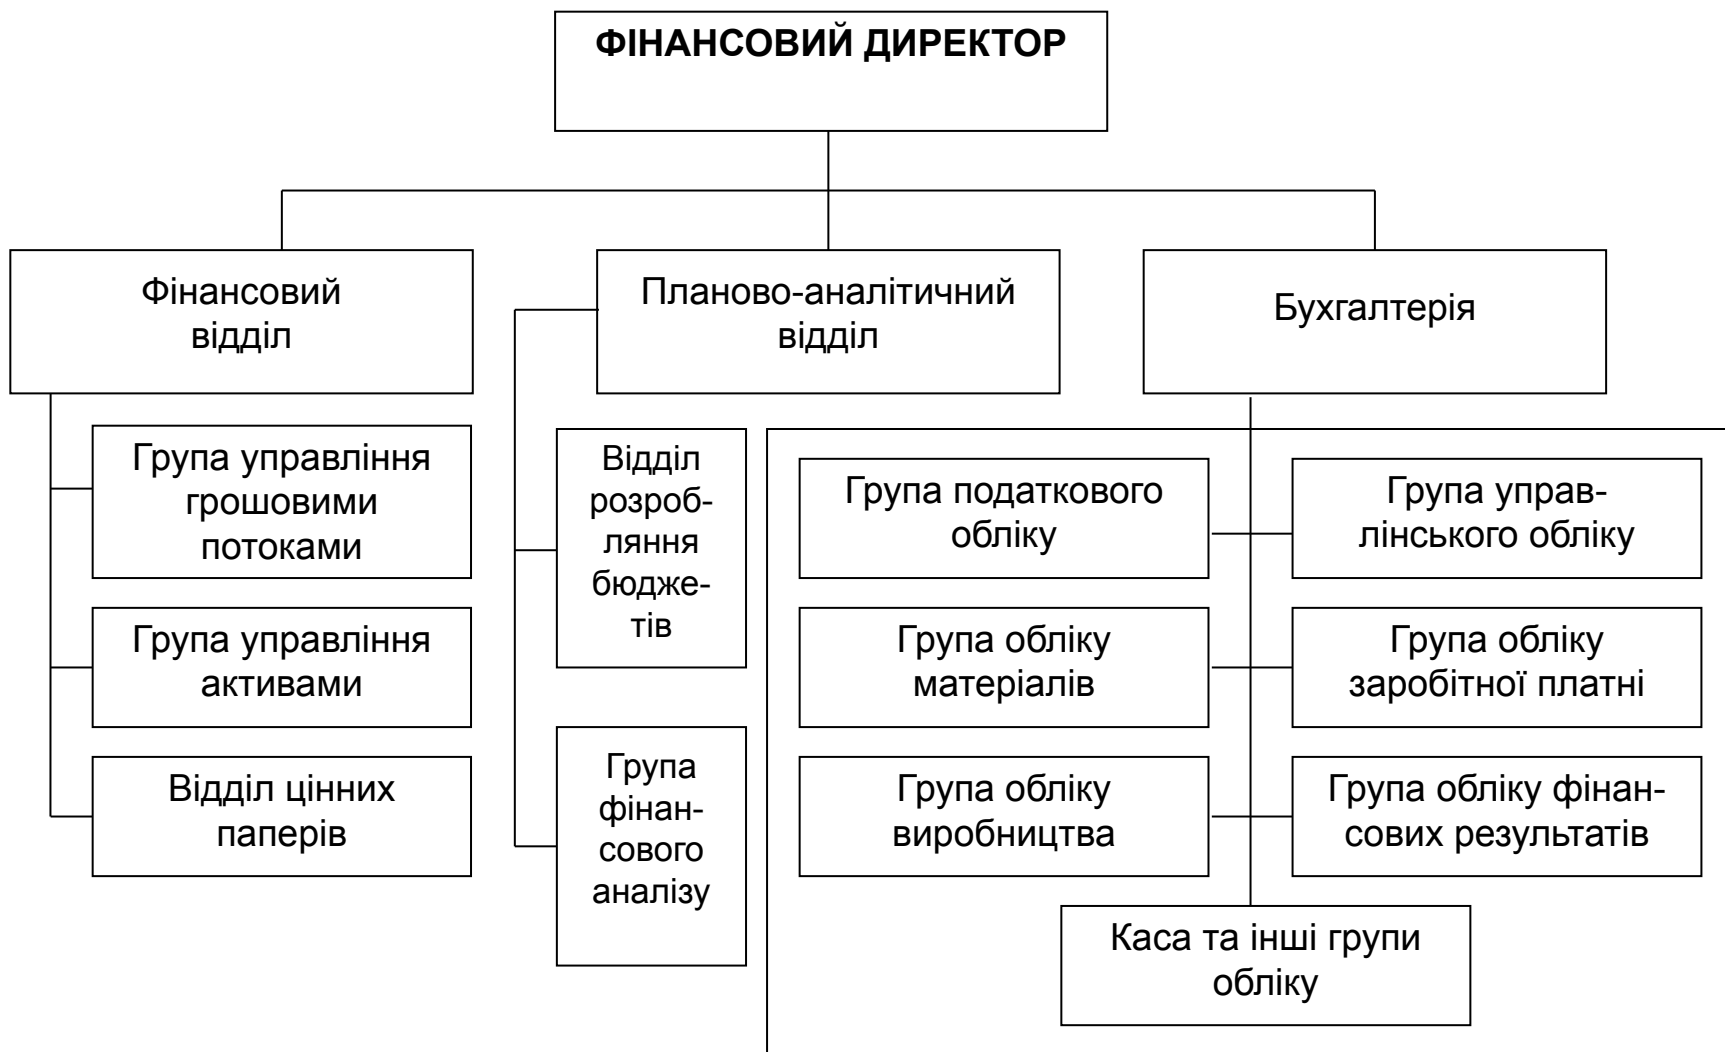 ФІНАНСОВИЙ ДИРЕКТОР
Фінансовий
відділ
Планово-аналітичний
відділ
Бухгалтерія
Група управління
грошовими
потоками
Група управління
активами
Відділ цінних
паперів
Відділ
розроб-
ляння
бюдже-
тів
Група
фінан-
сового
аналізу
Група податкового
обліку
Група управ-
лінського обліку
Група обліку
матеріалів
Група обліку
заробітної платні
Група обліку
виробництва
Група обліку фінан-
сових результатів
Каса та інші групи
обліку